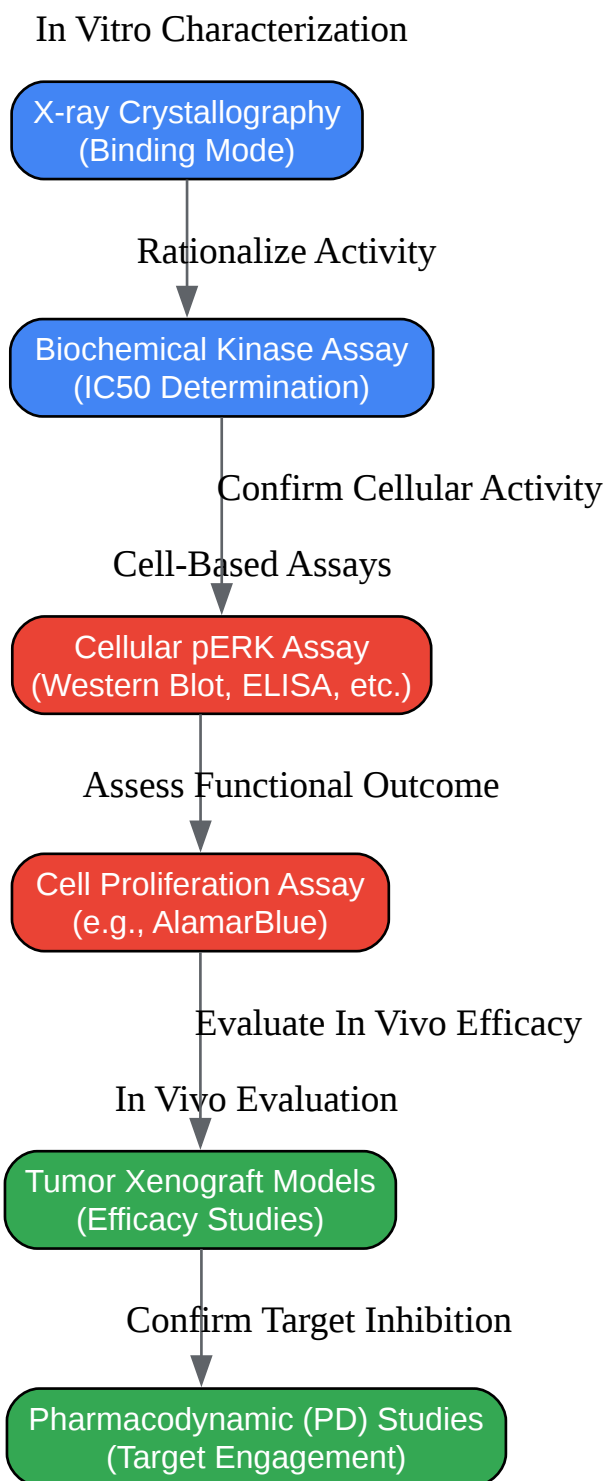 In Vitro Characterization
X-ray Crystallography
(Binding Mode)
Rationalize Activity
Biochemical Kinase Assay
(IC50 Determination)
Confirm Cellular Activity
Cell-Based Assays
Cellular pERK Assay
(Western Blot, ELISA, etc.)
Assess Functional Outcome
Cell Proliferation Assay
(e.g., AlamarBlue)
Evaluate In Vivo Efficacy
In Vivo Evaluation
Tumor Xenograft Models
(Efficacy Studies)
Confirm Target Inhibition
Pharmacodynamic (PD) Studies
(Target Engagement)